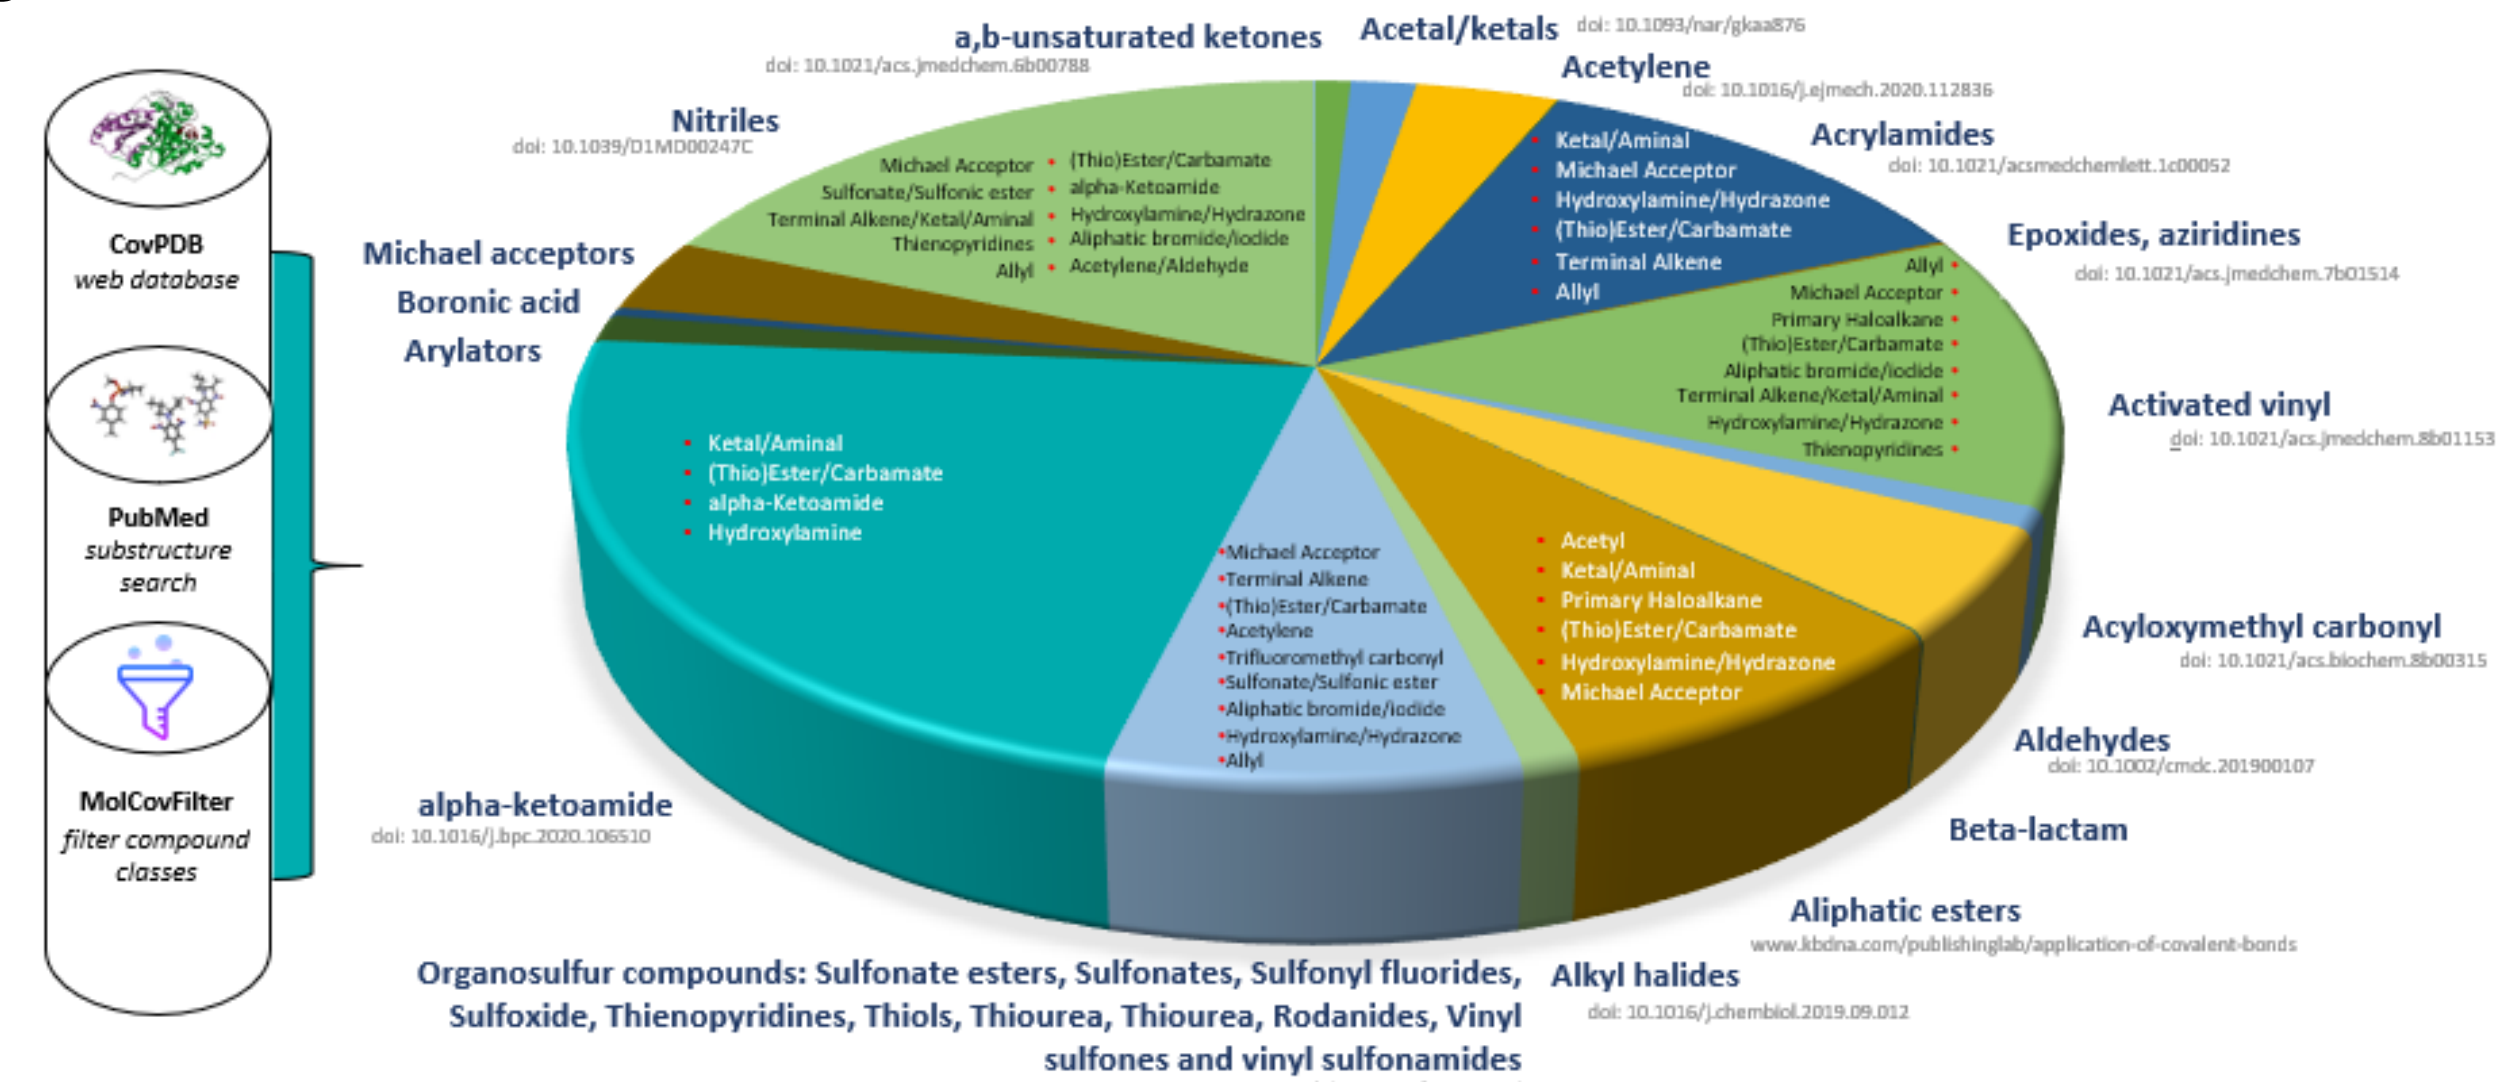 CovPDB
web database
PubMed
substructure
search
MolCovFilter
filter compound
classes
a,b-unsaturated ketones
doi: 10.1021/acs.jmedchem.6b00788
Acetal/ketals
doi: 10.1093/nar/gkaa876
Acetylene
doi: 10.1016/j.ejmech.2020.112836
Acrylamides
doi: 10.1021/acsmedchemlett.1c00052
Epoxides, aziridines
doi: 10.1021/acs.jmedchem.7b01514
Activated vinyl
doi: 10.1021/acs.jmedchem.8b01153
Acyloxymethyl carbonyl
doi: 10.1021/acs.biochem.8b00315
Aldehydes
doi: 10.1002/cmdc.201900107
Beta-lactam
Aliphatic esters
www.kbdna.com/publishinglab/application-of-covalent-bonds
Alkyl halides
doi: 10.1016/j.chembiol.2019.09.012
Organosulfur compounds: Sulfonate esters, Sulfonates, Sulfonyl fluorides,
Sulfoxide, Thienopyridines, Thiols, Thiourea, Thiourea, Rodanides, Vinyl
sulfones and vinyl sulfonamides
alpha-ketoamide
doi: 10.1016/j.bpc.2020.106510
Arylators
Boronic acid
Michael acceptors
Nitriles
doi: 10.1039/D1MD00247C
Michael Acceptor
Sulfonate/Sulfonic ester
Terminal Alkene/Ketal/Aminal
Thienopyridines
Allyl
• (Thio)Ester/Carbamate
• alpha-Ketoamide
• Hydroxylamine/Hydrazone
• Aliphatic bromide/iodide
• Acetylene/Aldehyde
• Ketal/Aminal
• Michael Acceptor
• Hydroxylamine/Hydrazone
• (Thio)Ester/Carbamate
• Terminal Alkene
• Allyl
Allyl •
Michael Acceptor •
Primary Haloalkane •
(Thio)Ester/Carbamate •
Aliphatic bromide/iodide •
Terminal Alkene/Ketal/Aminal •
Hydroxylamine/Hydrazone •
Thienopyridines •
• Acetyl
• Ketal/Aminal
• Primary Haloalkane
• (Thio)Ester/Carbamate
• Hydroxylamine/Hydrazone
• Michael Acceptor
•Michael Acceptor
•Terminal Alkene
•(Thio)Ester/Carbamate
•Acetylene
•Trifluoromethyl carbonyl
•Sulfonate/Sulfonic ester
•Aliphatic bromide/iodide
•Hydroxylamine/Hydrazone
•Allyl
• Ketal/Aminal
• (Thio)Ester/Carbamate
• alpha-Ketoamide
• Hydroxylamine